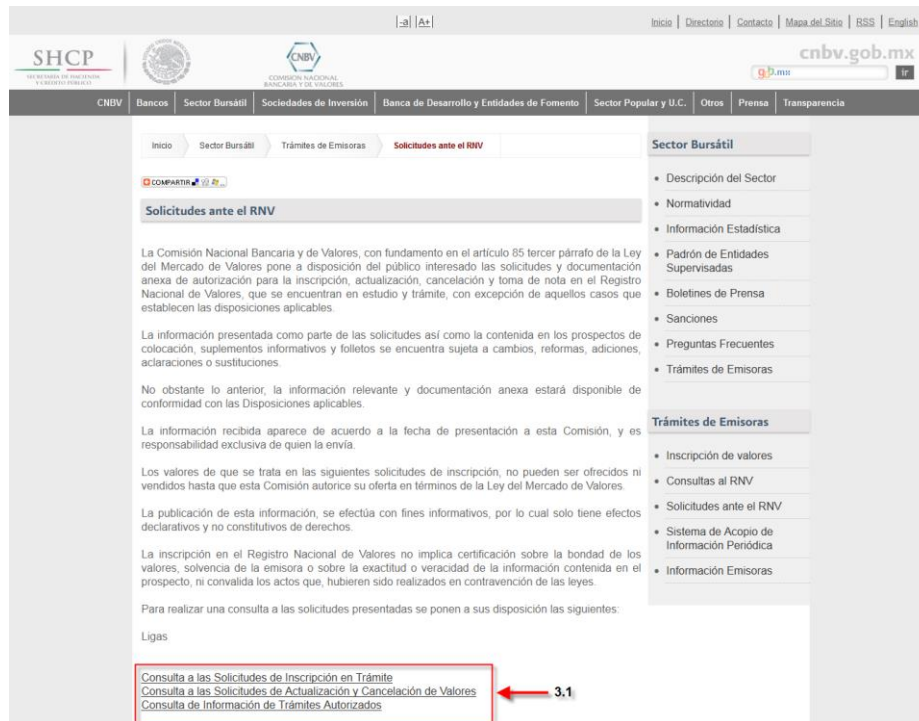 |-a| |A+|
Inicio | Directorio | Contacto | Mapa del Sitio | RSS | English
SHCP
SECRETARÍA DE HACIENDA
Y CRÉDITO PÚBLICO
CNBV
COMISIÓN NACIONAL
BANCARIA Y DE VALORES
cnbv.gob.mx
gob.mx
Ir
CNBV | Bancos | Sector Bursátil | Sociedades de Inversión | Banca de Desarrollo y Entidades de Fomento | Sector Popular y U.C. | Otros | Prensa | Transparencia
Inicio Sector Bursátil Trámites de Emisoras Solicitudes ante el RNV
COMPARTIR
Solicitudes ante el RNV
La Comisión Nacional Bancaria y de Valores, con fundamento en el artículo 85 tercer párrafo de la Ley
del Mercado de Valores pone a disposición del público interesado las solicitudes y documentación
anexa de autorización para la inscripción, actualización, cancelación y toma de nota en el Registro
Nacional de Valores, que se encuentran en estudio y trámite, con excepción de aquellos casos que
establecen las disposiciones aplicables.
La información presentada como parte de las solicitudes así como la contenida en los prospectos de
colocación, suplementos informativos y folletos se encuentra sujeta a cambios, reformas, adiciones,
aclaraciones o sustituciones.
No obstante lo anterior, la información relevante y documentación anexa estará disponible de
conformidad con las Disposiciones aplicables.
La información recibida aparece de acuerdo a la fecha de presentación a esta Comisión, y es
responsabilidad exclusiva de quien la envía.
Los valores de que se trata en las siguientes solicitudes de inscripción, no pueden ser ofrecidos ni
vendidos hasta que esta Comisión autorice su oferta en términos de la Ley del Mercado de Valores.
La publicación de esta información, se efectúa con fines informativos, por lo cual solo tiene efectos
declarativos y no constitutivos de derechos.
La inscripción en el Registro Nacional de Valores no implica certificación sobre la bondad de los
valores, solvencia de la emisora o sobre la exactitud o veracidad de la información contenida en el
prospecto, ni convalida los actos que, hubieren sido realizados en contravención de las leyes.
Para realizar una consulta a las solicitudes presentadas se ponen a sus disposición las siguientes:
Ligas
Consulta a las Solicitudes de Inscripción en Trámite
Consulta a las Solicitudes de Actualización y Cancelación de Valores
Consulta de Información de Trámites Autorizados
3.1
Sector Bursátil
• Descripción del Sector
• Normatividad
• Información Estadística
• Padrón de Entidades
Supervisadas
• Boletines de Prensa
• Sanciones
• Preguntas Frecuentes
• Trámites de Emisoras
Trámites de Emisoras
• Inscripción de valores
• Consultas al RNV
• Solicitudes ante el RNV
• Sistema de Acopio de
Información Periódica
• Información Emisoras